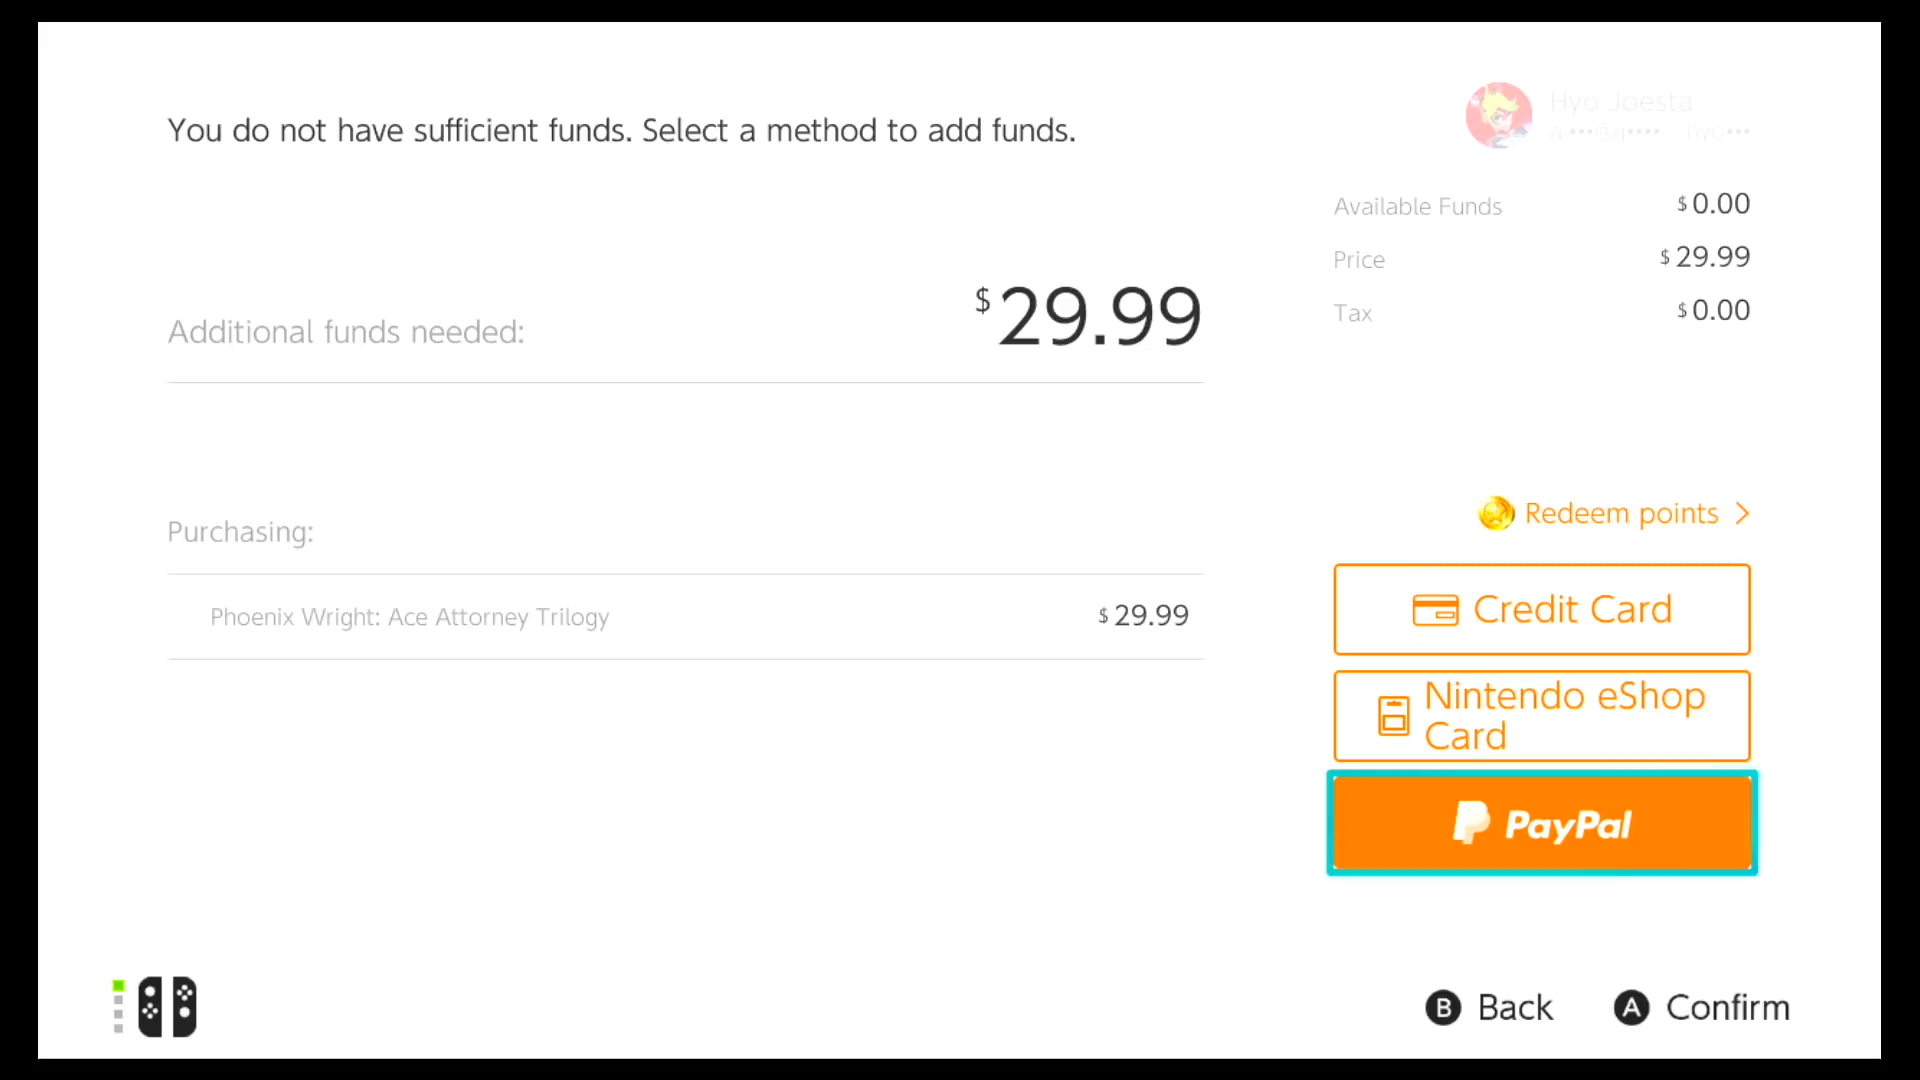 You do not have sufficient funds. Select a method to add funds.
Hyo Joesta
Available Funds $0.00
Price $29.99
Tax $0.00
Additional funds needed: $29.99
Purchasing:
Phoenix Wright: Ace Attorney Trilogy $29.99
Redeem points
Credit Card
Nintendo eShop
Card
PayPal
B Back A Confirm